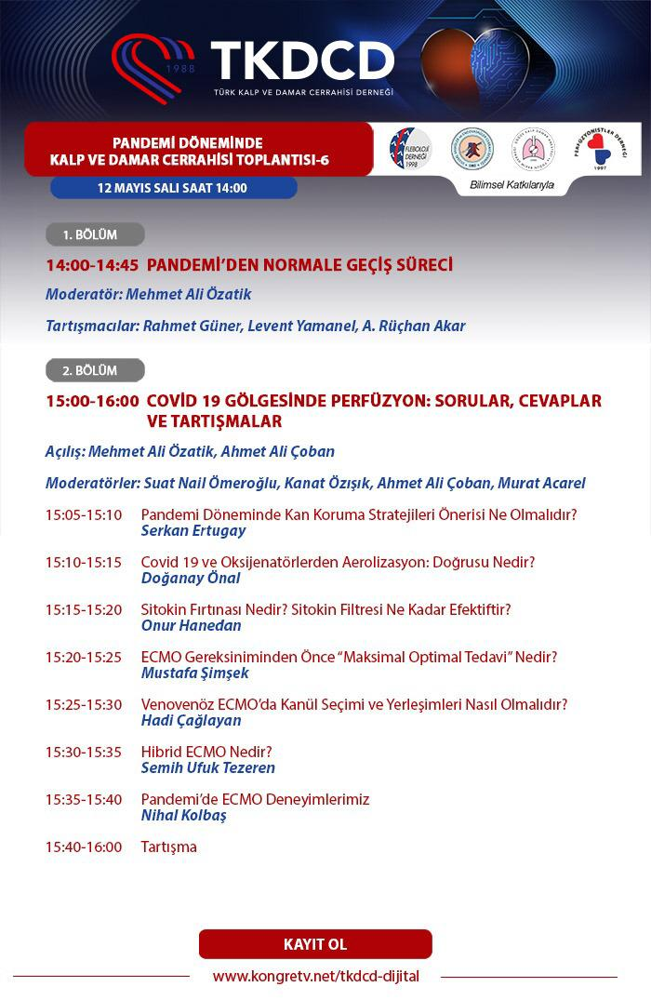 1988
TKDCD
TÜRK KALP VE DAMAR CERRAHİSİ DERNEĞİ
PANDEMİ DÖNEMİNDE
KALP VE DAMAR CERRAHİSİ TOPLANTISI-6
12 MAYIS SALI SAAT 14:00
FLEBOLOJİ
DERNEĞİ
1998
PERFÜZYONİSTLER DERNEĞİ
1997
Bilimsel Katkılarıyla
1. BÖLÜM
14:00-14:45 PANDEMİ’DEN NORMALE GEÇİŞ SÜRECİ
Moderatör: Mehmet Ali Özatik
Tartışmacılar: Rahmet Güner, Levent Yamanel, A. Rüçhan Akar
2. BÖLÜM
15:00-16:00 COVİD 19 GÖLGESİNDE PERFÜZYON: SORULAR, CEVAPLAR
VE TARTIŞMALAR
Açılış: Mehmet Ali Özatik, Ahmet Ali Çoban
Moderatörler: Suat Nail Ömeroğlu, Kanat Özışık, Ahmet Ali Çoban, Murat Acarel
15:05-15:10 Pandemi Döneminde Kan Koruma Stratejileri Önerisi Ne Olmalıdır?
Serkan Ertugay
15:10-15:15 Covid 19 ve Oksijenatörlerden Aerolizasyon: Doğrusu Nedir?
Doğanay Önal
15:15-15:20 Sitokin Fırtınası Nedir? Sitokin Filtresi Ne Kadar Efektiftir?
Onur Hanedan
15:20-15:25 ECMO Gereksiniminden Önce “Maksimal Optimal Tedavi” Nedir?
Mustafa Şimşek
15:25-15:30 Venovenöz ECMO’da Kanül Seçimi ve Yerleşimleri Nasıl Olmalıdır?
Hadi Çağlayan
15:30-15:35 Hibrid ECMO Nedir?
Semih Ufuk Tezeren
15:35-15:40 Pandemi’de ECMO Deneyimlerimiz
Nihal Kolbaş
15:40-16:00 Tartışma
KAYIT OL
www.kongretv.net/tkdcd-dijital